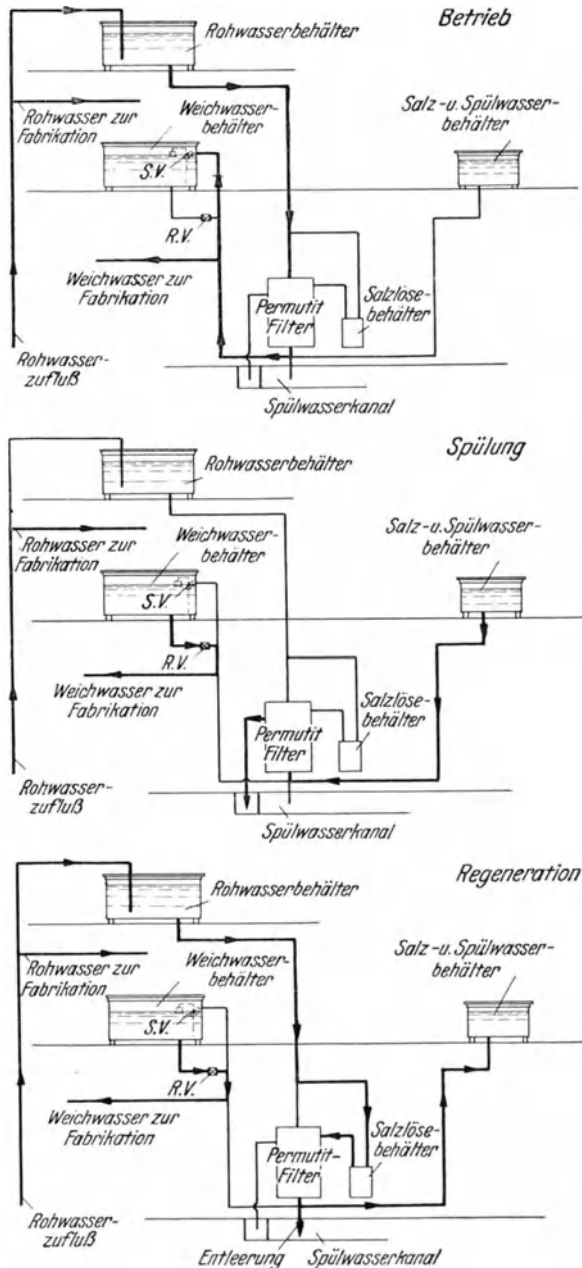 Betrieb
Rohwasserbehälter
Rohwasser zur
Fabrikation
Weichwasser-
behälter
Salz- u. Spülwasser-
behälter
S.V.
R.V.
Weichwasser zur
Fabrikation
Permutit
Filter
Salzlöse-
behälter
Rohwasser-
zufluß
Spülwasserkanal
Spülung
Rohwasserbehälter
Rohwasser zur
Fabrikation
Weichwasser-
behälter
Salz- u. Spülwasser-
behälter
S.V.
R.V.
Weichwasser zur
Fabrikation
Permutit
Filter
Salzlöse-
behälter
Rohwasser-
zufluß
Spülwasserkanal
Regeneration
Rohwasserbehälter
Rohwasser zur
Fabrikation
Weichwasser-
behälter
Salz- u. Spülwasser-
behälter
S.V.
R.V.
Weichwasser zur
Fabrikation
Permutit-
Filter
Salzlöse-
behälter
Rohwasser-
zufluß
Entleerung
Spülwasserkanal